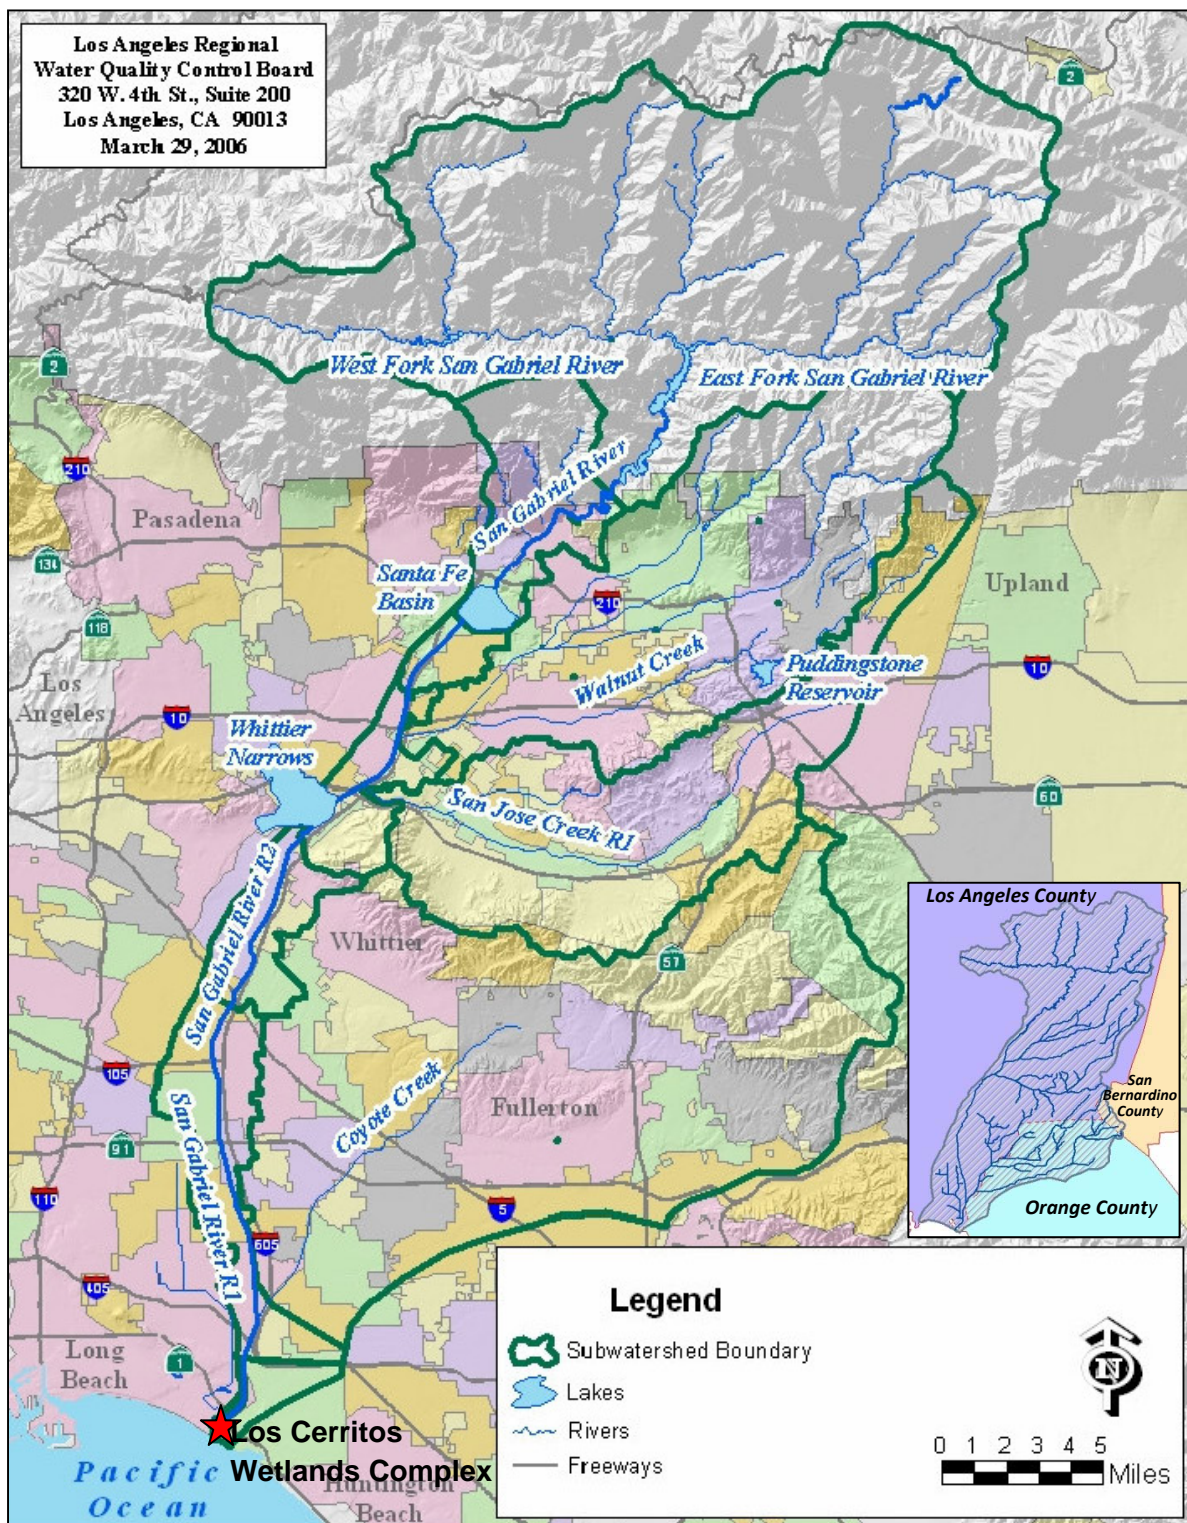 Los Angeles Regional
Water Quality Control Board
320 W. 4th St., Suite 200
Los Angeles, CA 90013
March 29, 2006
2
2
West Fork San Gabriel River
East Fork San Gabriel River
210
San Gabriel River
Pasadena
134
Santa Fe
Basin
210
Upland
118
Los
Angeles
Walnut Creek
Puddingstone
Reservoir
10
10
Whittier
Narrows
60
San Jose Creek R1
San Gabriel River R2
Whittier
57
Los Angeles County
San
Bernardino
County
Orange County
105
Coyote Creek
Fullerton
San Gabriel River R1
91
110
5
605
405
Long
Beach
1
Los Cerritos
Wetlands Complex
Pacific
Ocean
Huntington
Beach
Legend
Subwatershed Boundary
Lakes
Rivers
Freeways
N
0 1 2 3 4 5
Miles